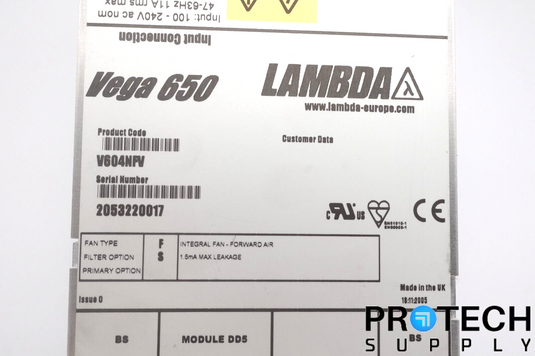 Input: 100 - 240V ac nom
47-63Hz 11A rms max
Input Connection
Vega 650
LAMBDA λ
www.lambda-europe.com
Product Code
Customer Data
V604NPV
Serial Number
2053220017
c RU us
CE
FAN TYPE F INTEGRAL FAN - FORWARD AIR
FILTER OPTION S 1.5mA MAX LEAKAGE
PRIMARY OPTION
Made in the UK
Issue 0
18:11:2005
PROTECH
SUPPLY
BS MODULE DD5 BS